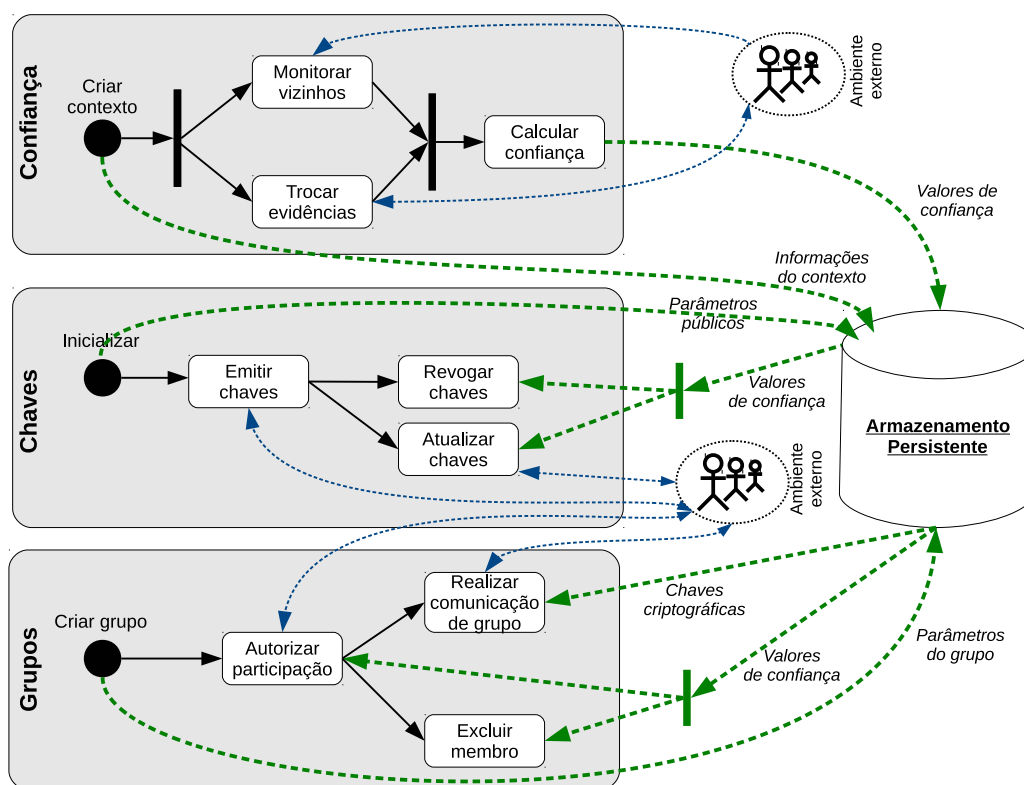 Confiança
Criar
contexto
Monitorar
vizinhos
Trocar
evidências
Calcular
confiança
Ambiente
externo
Valores de
confiança
Informações
do contexto
Chaves
Inicializar
Parâmetros
públicos
Emitir
chaves
Revogar
chaves
Atualizar
chaves
Valores
de confiança
Armazenamento
Persistente
Ambiente
externo
Grupos
Criar grupo
Autorizar
participação
Realizar
comunicação
de grupo
Excluir
membro
Chaves
criptográficas
Valores
de confiança
Parâmetros
do grupo